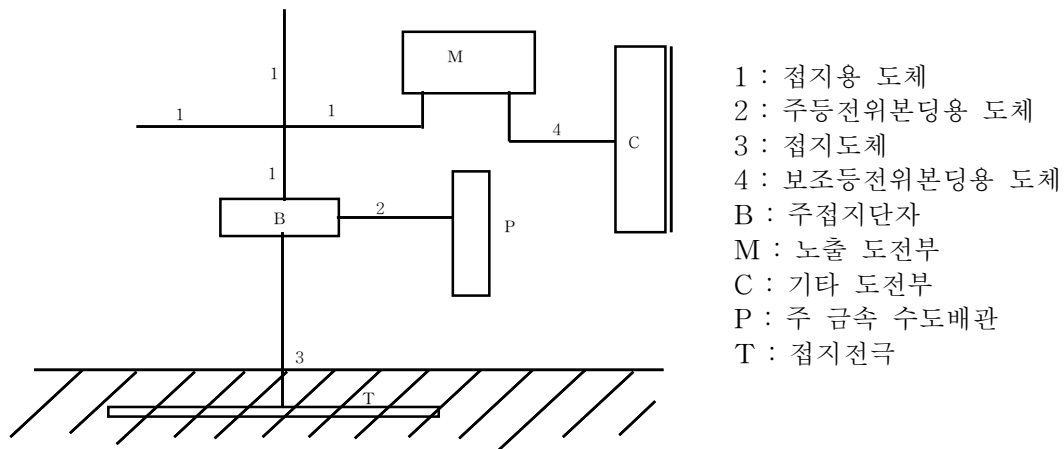 M
1
1
1
4
C
1
B
2
P
3
T
1 : 접지용 도체
2 : 주등전위본딩용 도체
3 : 접지도체
4 : 보조등전위본딩용 도체
B : 주접지단자
M : 노출 도전부
C : 기타 도전부
P : 주 금속 수도배관
T : 접지전극